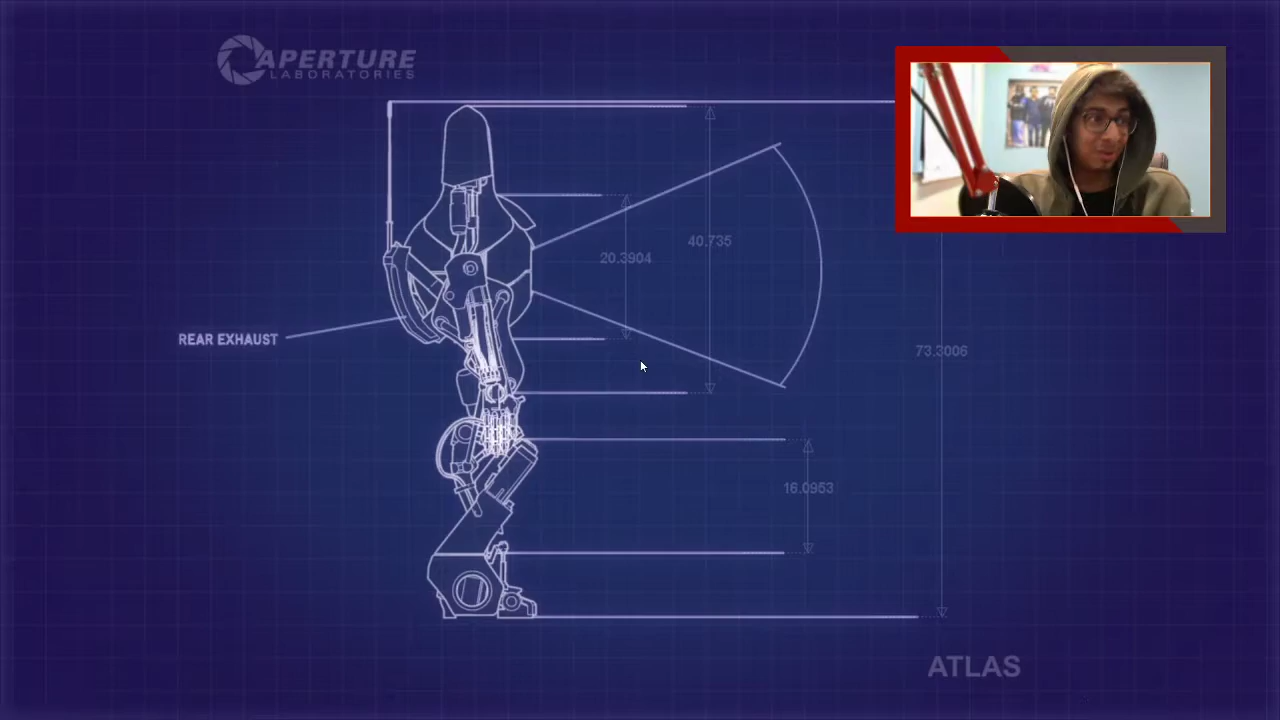 APERTURE
LABORATORIES
40.735
20.3904
REAR EXHAUST
73.3006
16.0953
ATLAS